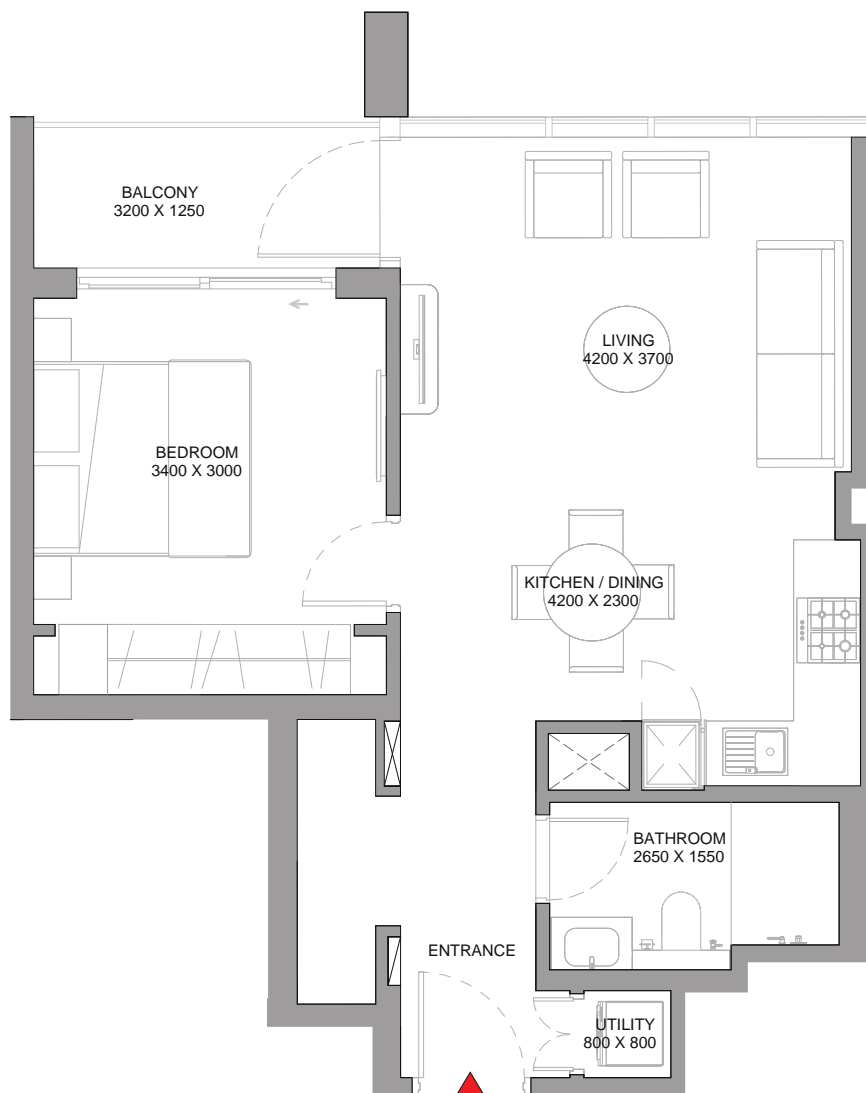 BALCONY
3200 X 1250
LIVING
4200 X 3700
BEDROOM
3400 X 3000
KITCHEN / DINING
4200 X 2300
BATHROOM
2650 X 1550
ENTRANCE
UTILITY
800 X 800